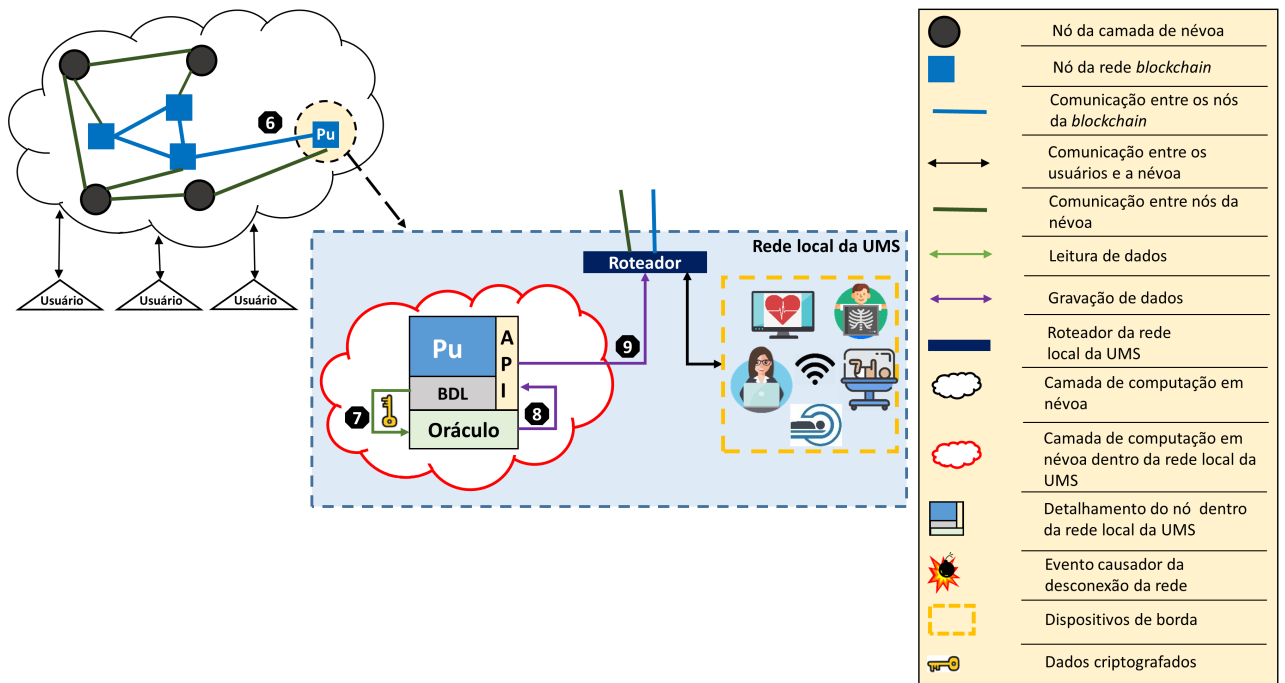 6
Pu
Usuário
Usuário
Usuário
Rede local da UMS
Roteador
Pu
A
P
I
BDL
Oráculo
7
8
9
Nó da camada de névoa
Nó da rede blockchain
Comunicação entre os nós
da blockchain
Comunicação entre os
usuários e a névoa
Comunicação entre nós da
névoa
Leitura de dados
Gravação de dados
Roteador da rede
local da UMS
Camada de computação em
névoa
Camada de computação em
névoa dentro da rede local da
UMS
Detalhamento do nó dentro
da rede local da UMS
Evento causador da
desconexão da rede
Dispositivos de borda
Dados criptografados